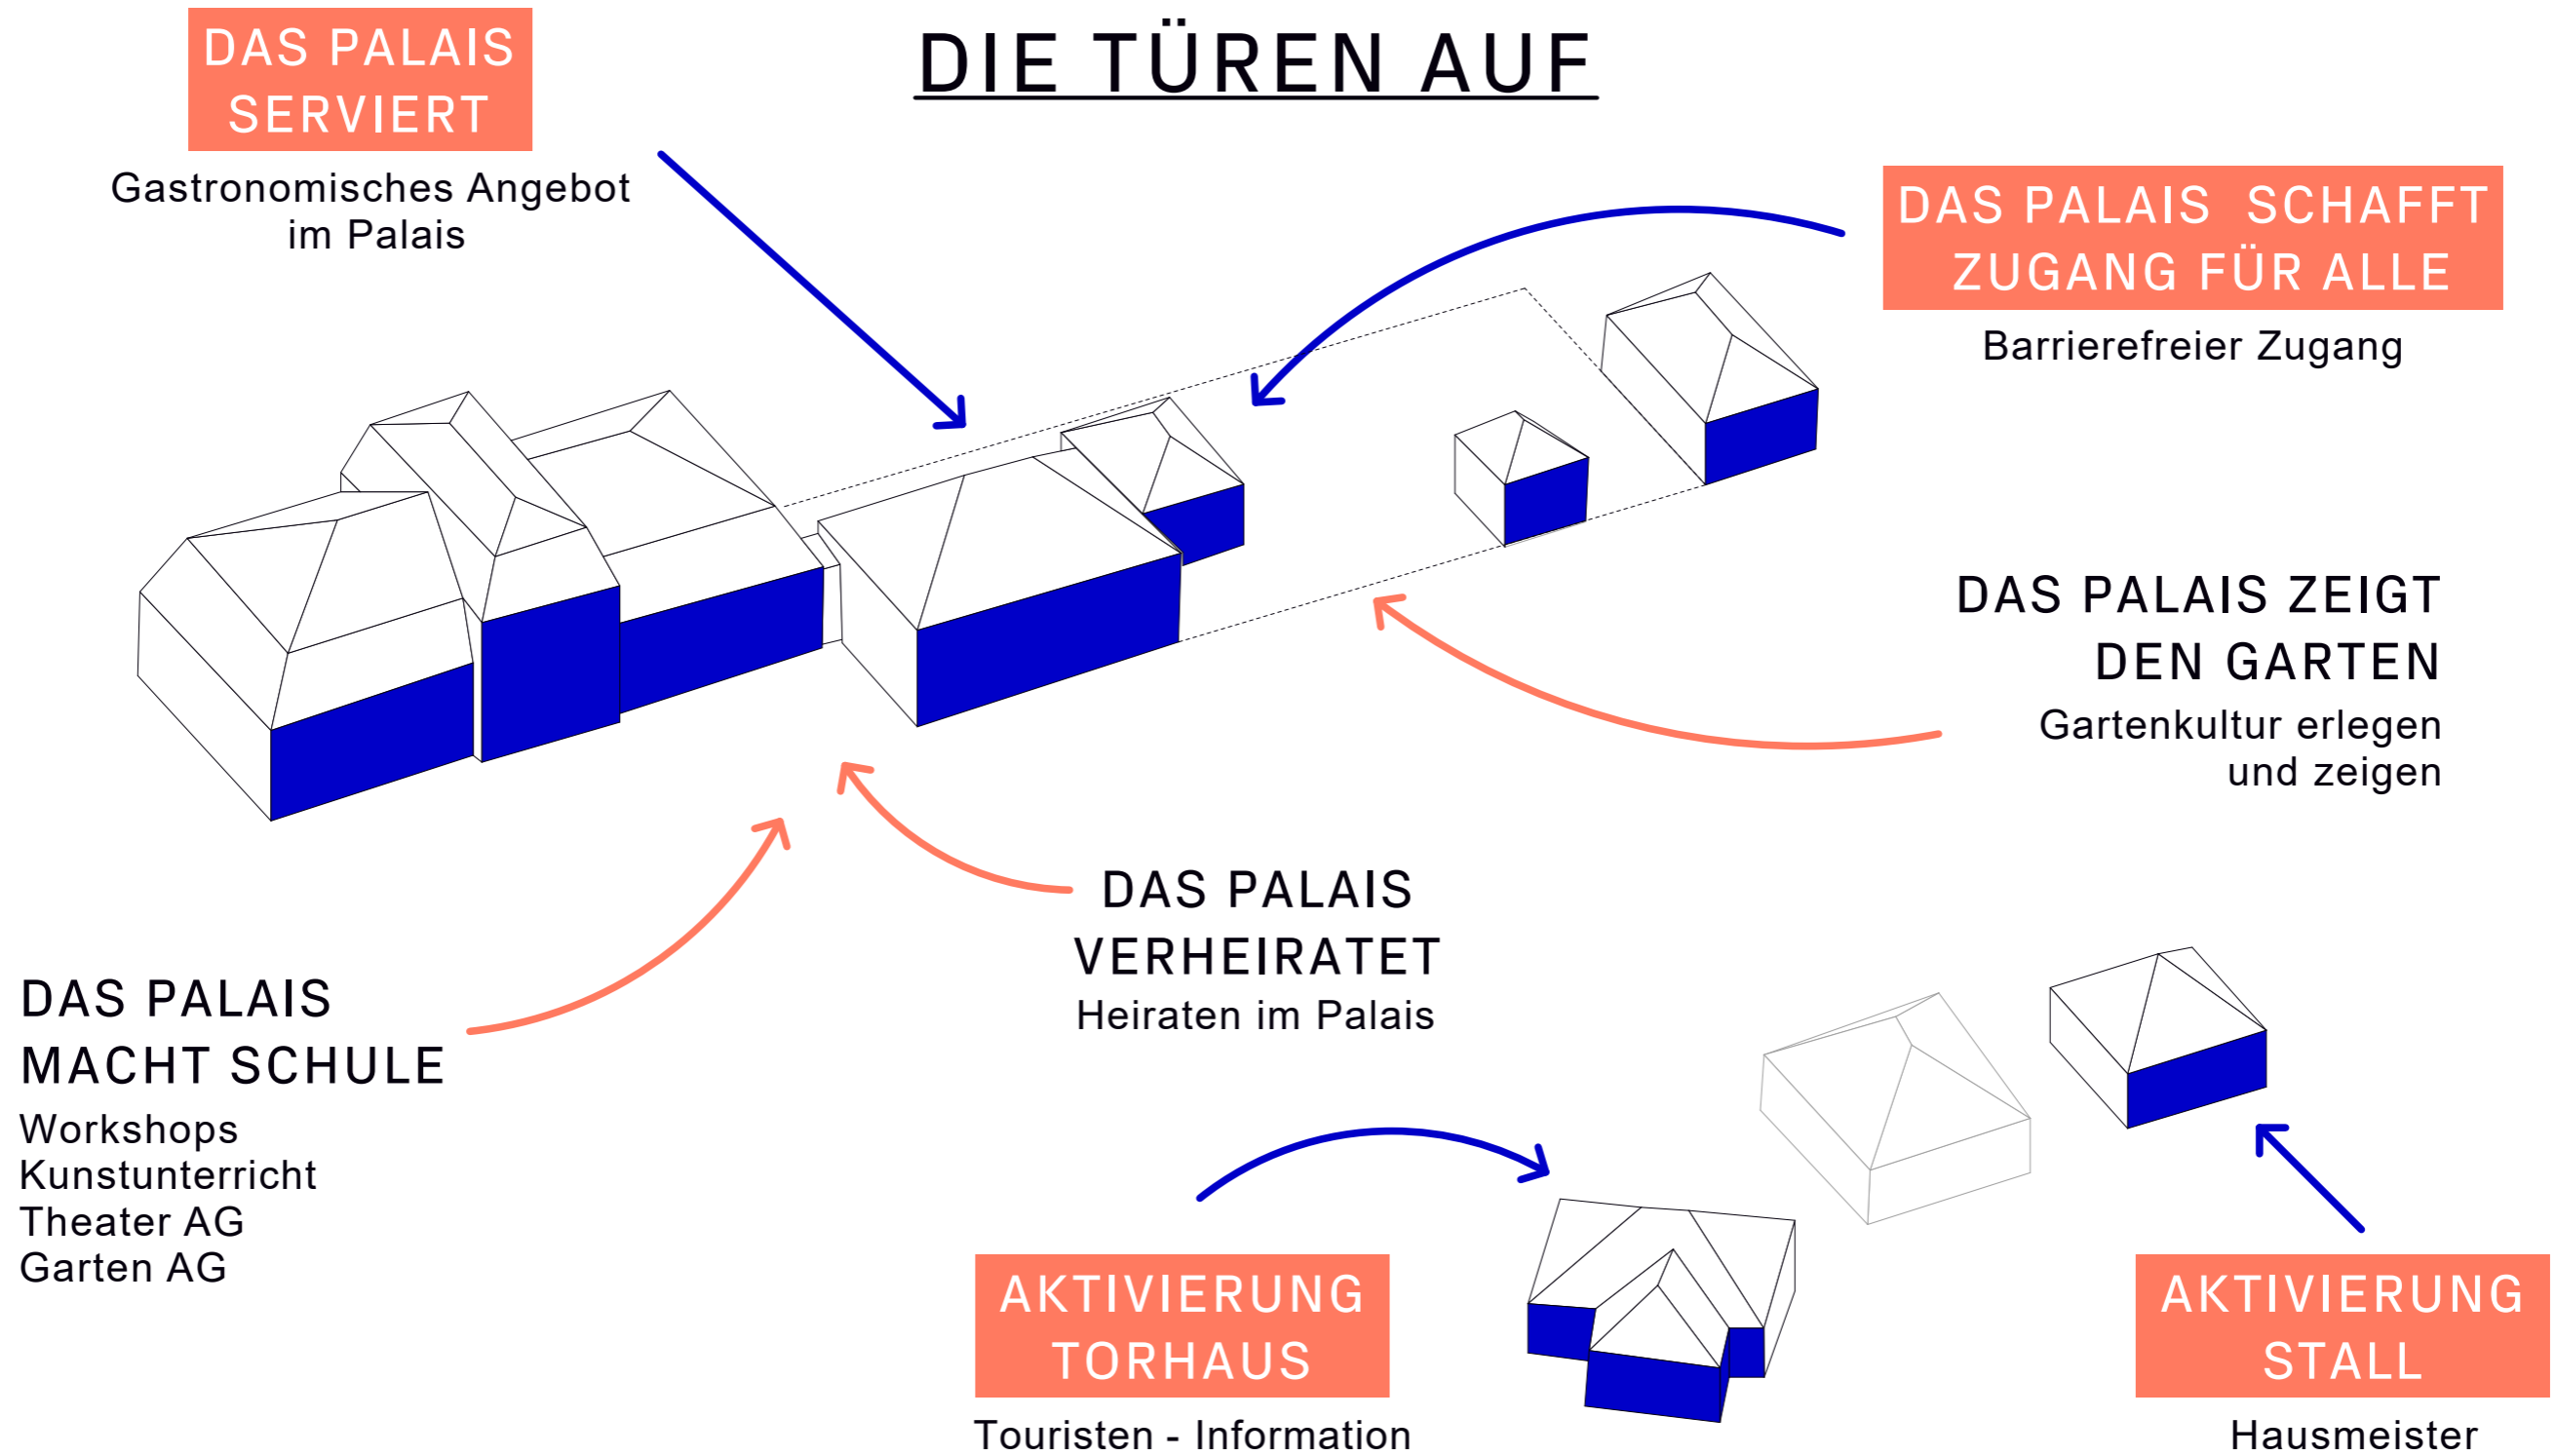 DIE TÜREN AUF
DAS PALAIS
SERVIERT
Gastronomisches Angebot
im Palais
DAS PALAIS SCHAFFT
ZUGANG FÜR ALLE
Barrierefreier Zugang
DAS PALAIS ZEIGT
DEN GARTEN
Gartenkultur erlegen
und zeigen
DAS PALAIS
VERHEIRATET
Heiraten im Palais
DAS PALAIS
MACHT SCHULE
Workshops
Kunstunterricht
Theater AG
Garten AG
AKTIVIERUNG
TORHAUS
Touristen - Information
AKTIVIERUNG
STALL
Hausmeister